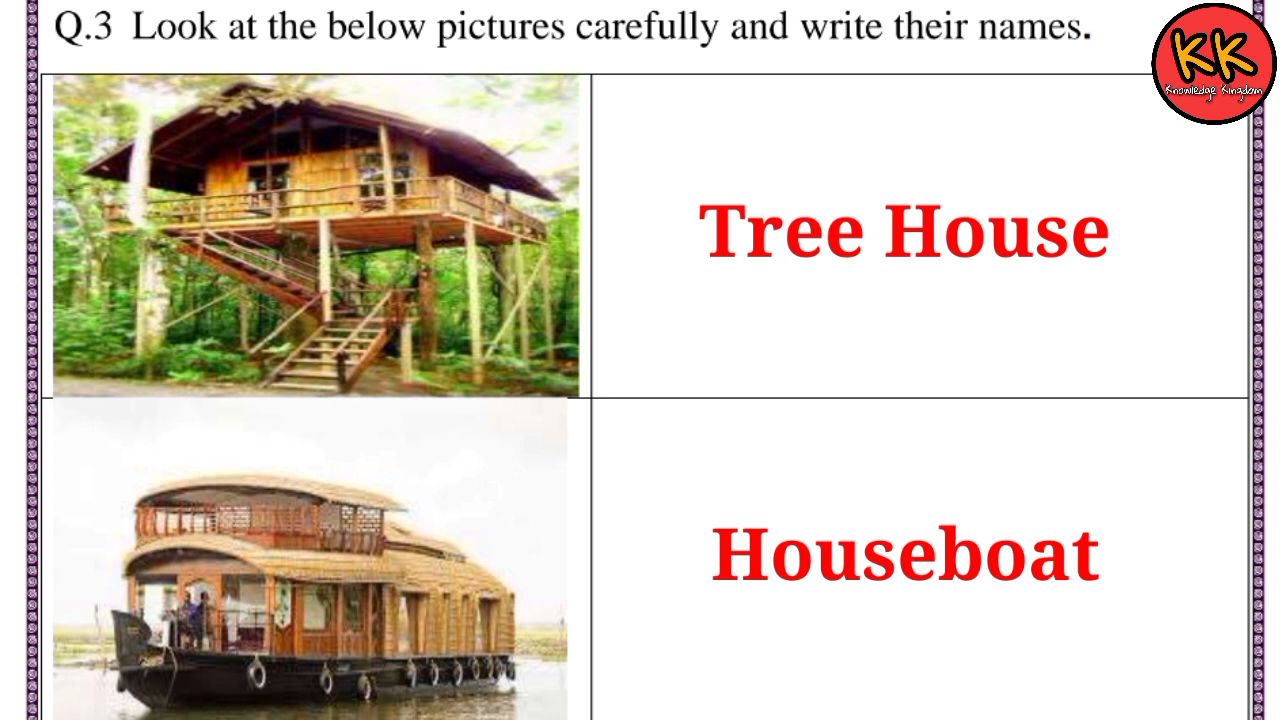 Q.3 Look at the below pictures carefully and write their names.
KK
Knowledge Kingdom
Tree House
Houseboat